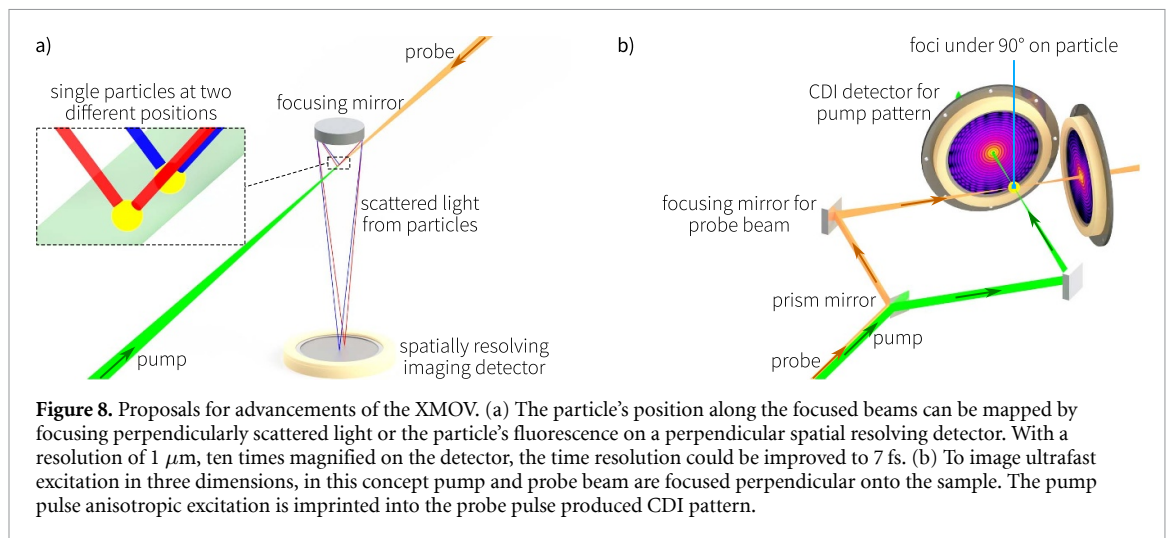 a)
probe
single particles at two
different positions
focusing mirror
scattered light
from particles
pump
spatially resolving
imaging detector
b)
foci under 90° on particle
CDI detector for
pump pattern
focusing mirror for
probe beam
prism mirror
pump
probe
Figure 8. Proposals for advancements of the XMOV. (a) The particle's position along the focused beams can be mapped by
focusing perpendicularly scattered light or the particle's fluorescence on a perpendicular spatial resolving detector. With a
resolution of 1 μm, ten times magnified on the detector, the time resolution could be improved to 7 fs. (b) To image ultrafast
excitation in three dimensions, in this concept pump and probe beam are focused perpendicular onto the sample. The pump
pulse anisotropic excitation is imprinted into the probe pulse produced CDI pattern.